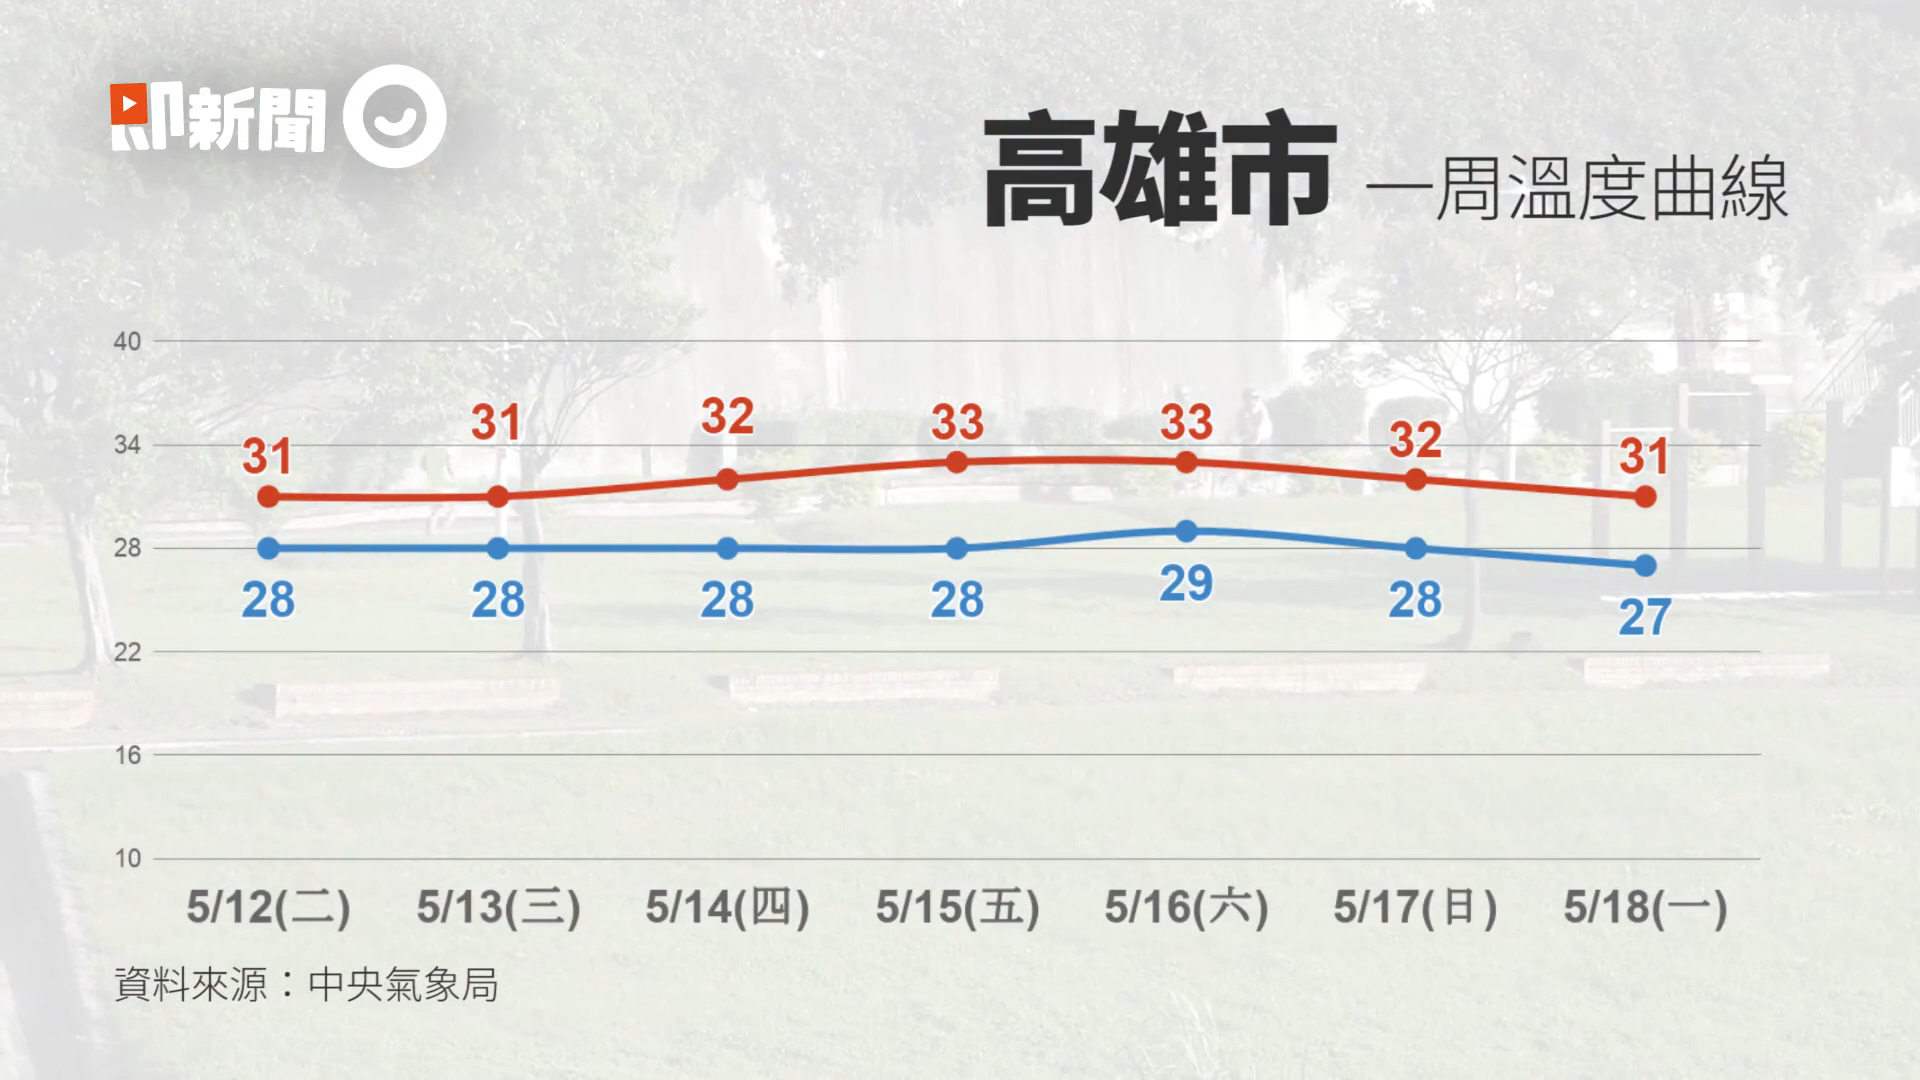 即新聞
高雄市 一周溫度曲線
40
34
28
22
16
10
31 31 32 33 33 32 31
28 28 28 28 29 28 27
5/12(二) 5/13(三) 5/14(四) 5/15(五) 5/16(六) 5/17(日) 5/18(一)
資料來源：中央氣象局